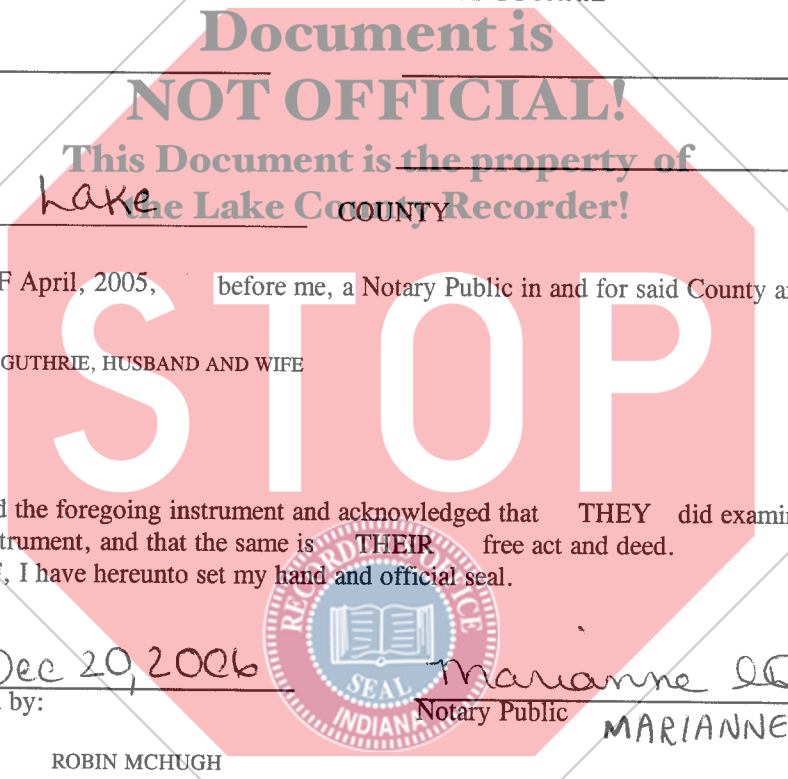 Document is
NOT OFFICIAL!
This Document is the property of
the Lake County Recorder!
Lake COUNTY
F April, 2005, before me, a Notary Public in and for said County
GUTHRIE, HUSBAND AND WIFE
STOP
the foregoing instrument and acknowledged that THEY did
trument, and that the same is THEIR free act and deed.
, I have hereunto set my hand and official seal.
RECORDER'S OFFICE
SEAL
INDIANA
Dec 20, 2006
Marianne
by:
Notary Public
MARIANNE
ROBIN MCHUGH